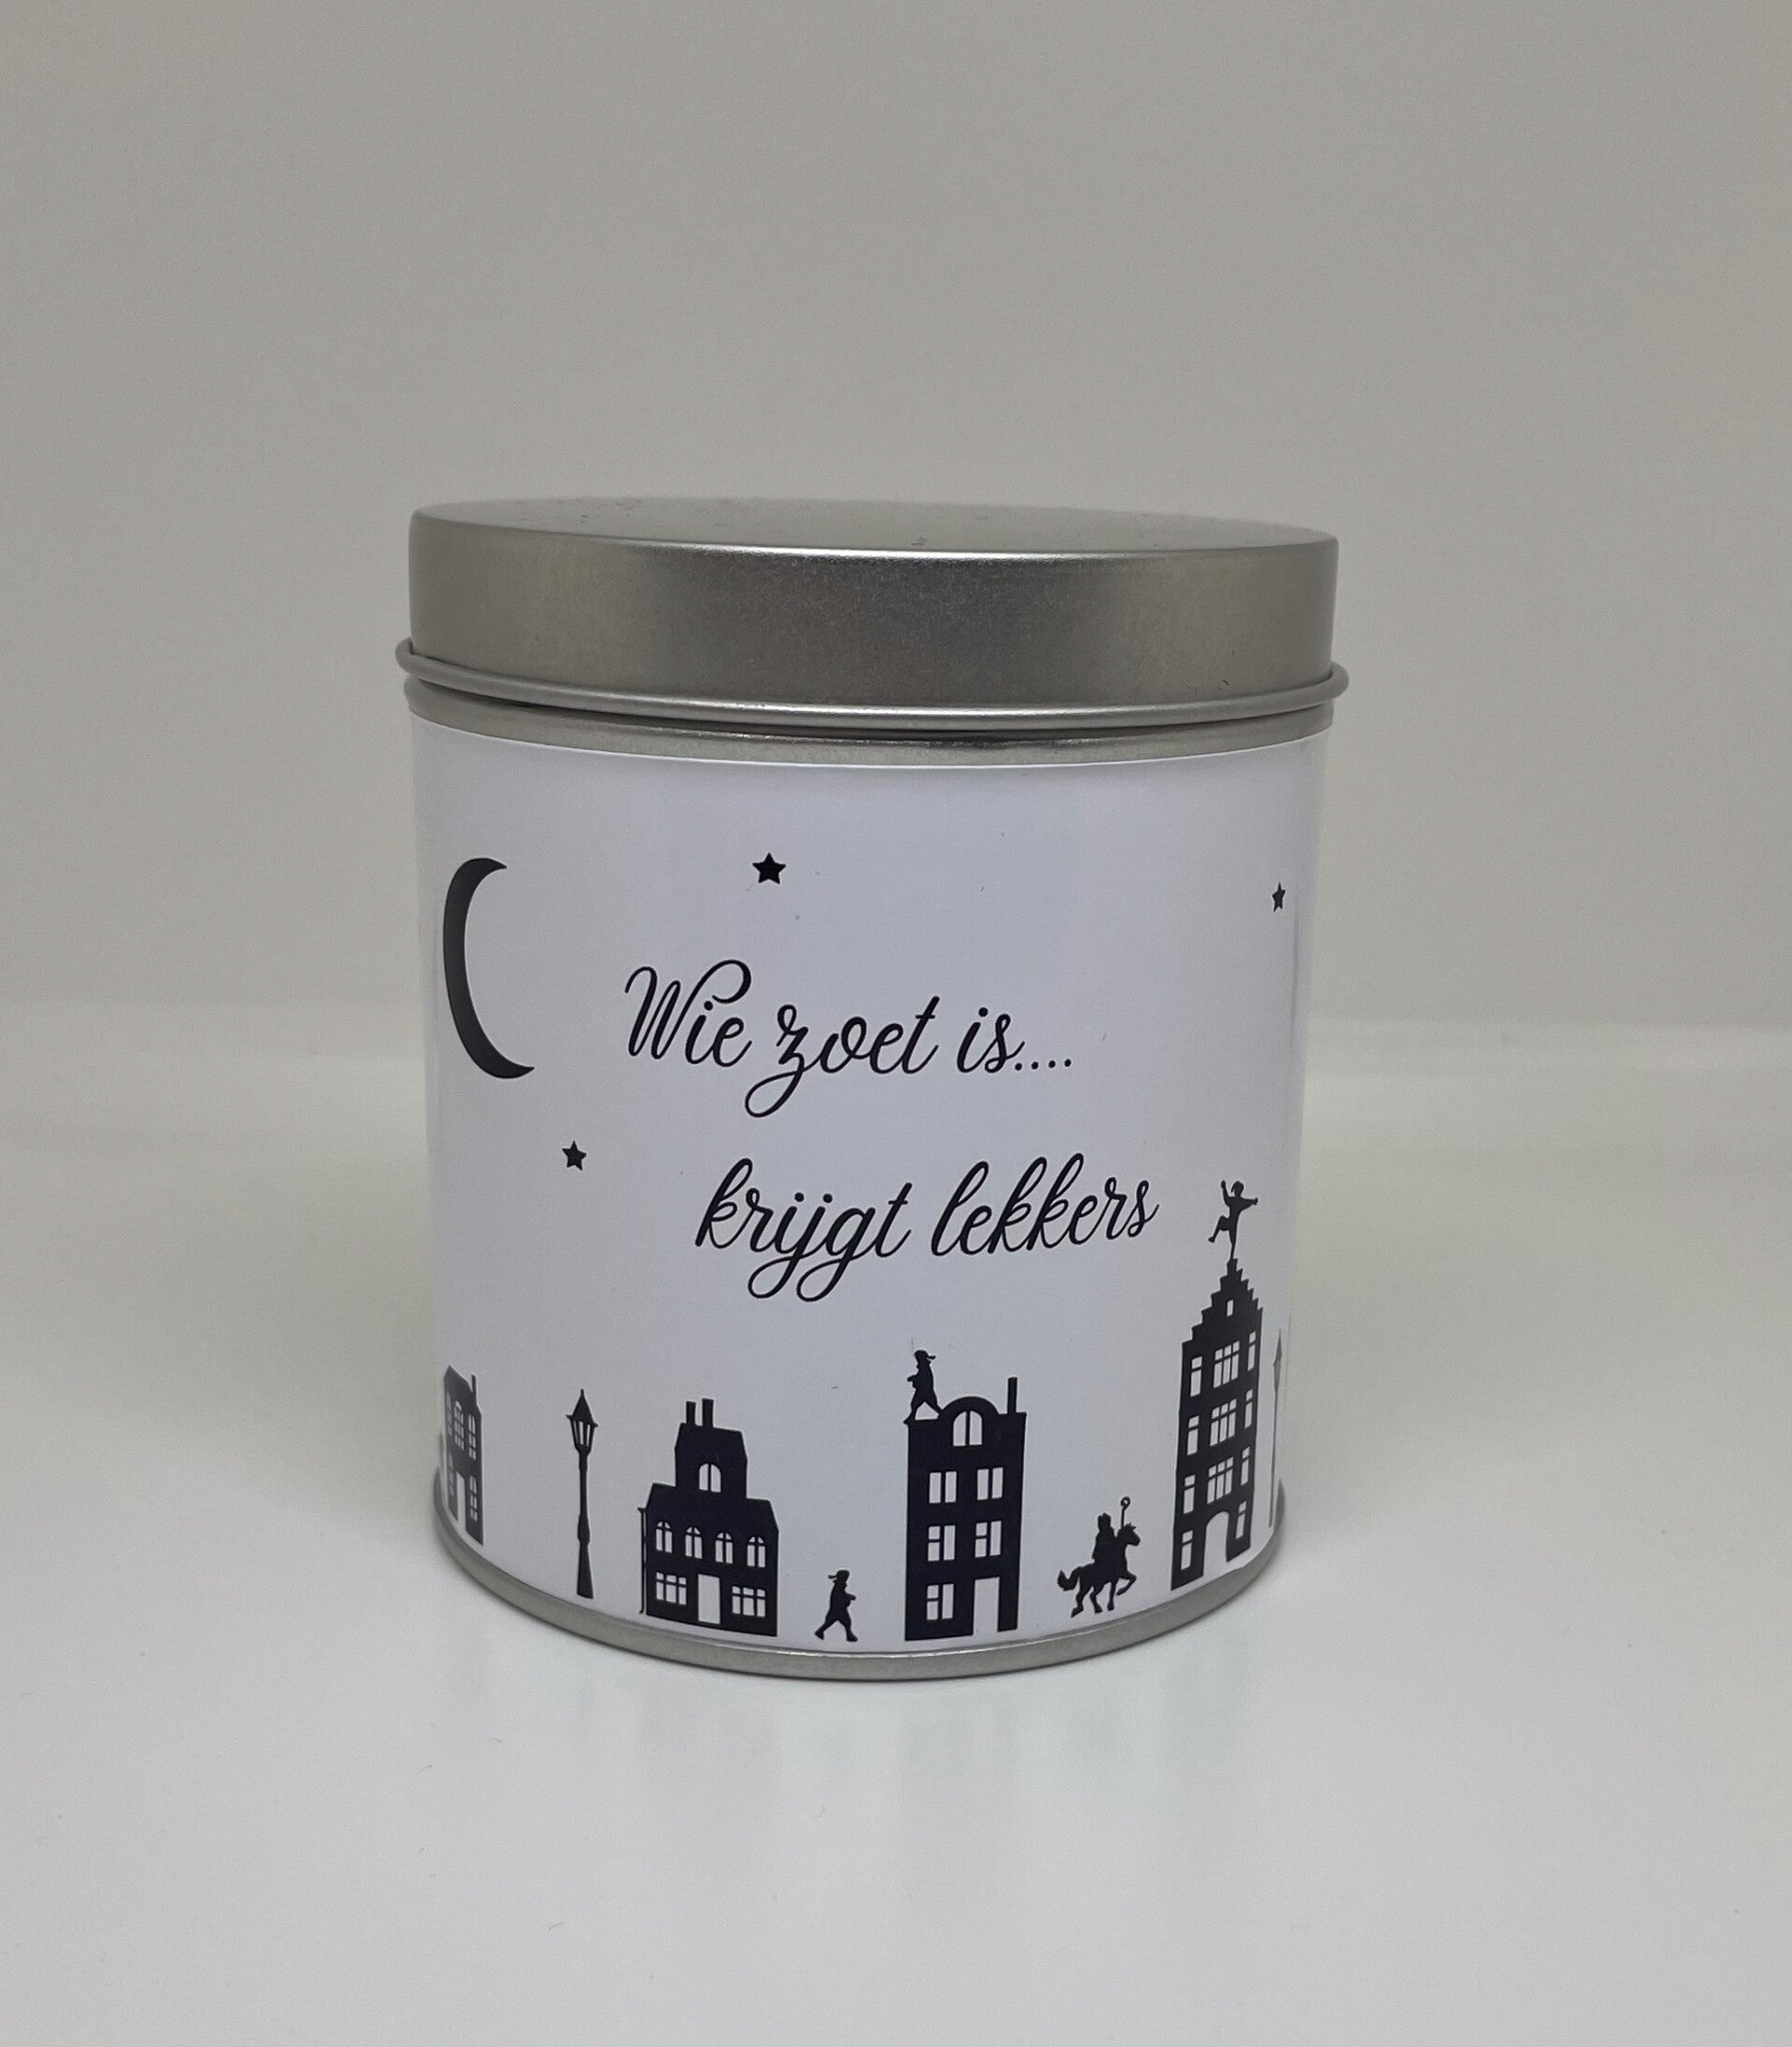 Wie zoet is....
krijgt lekkers